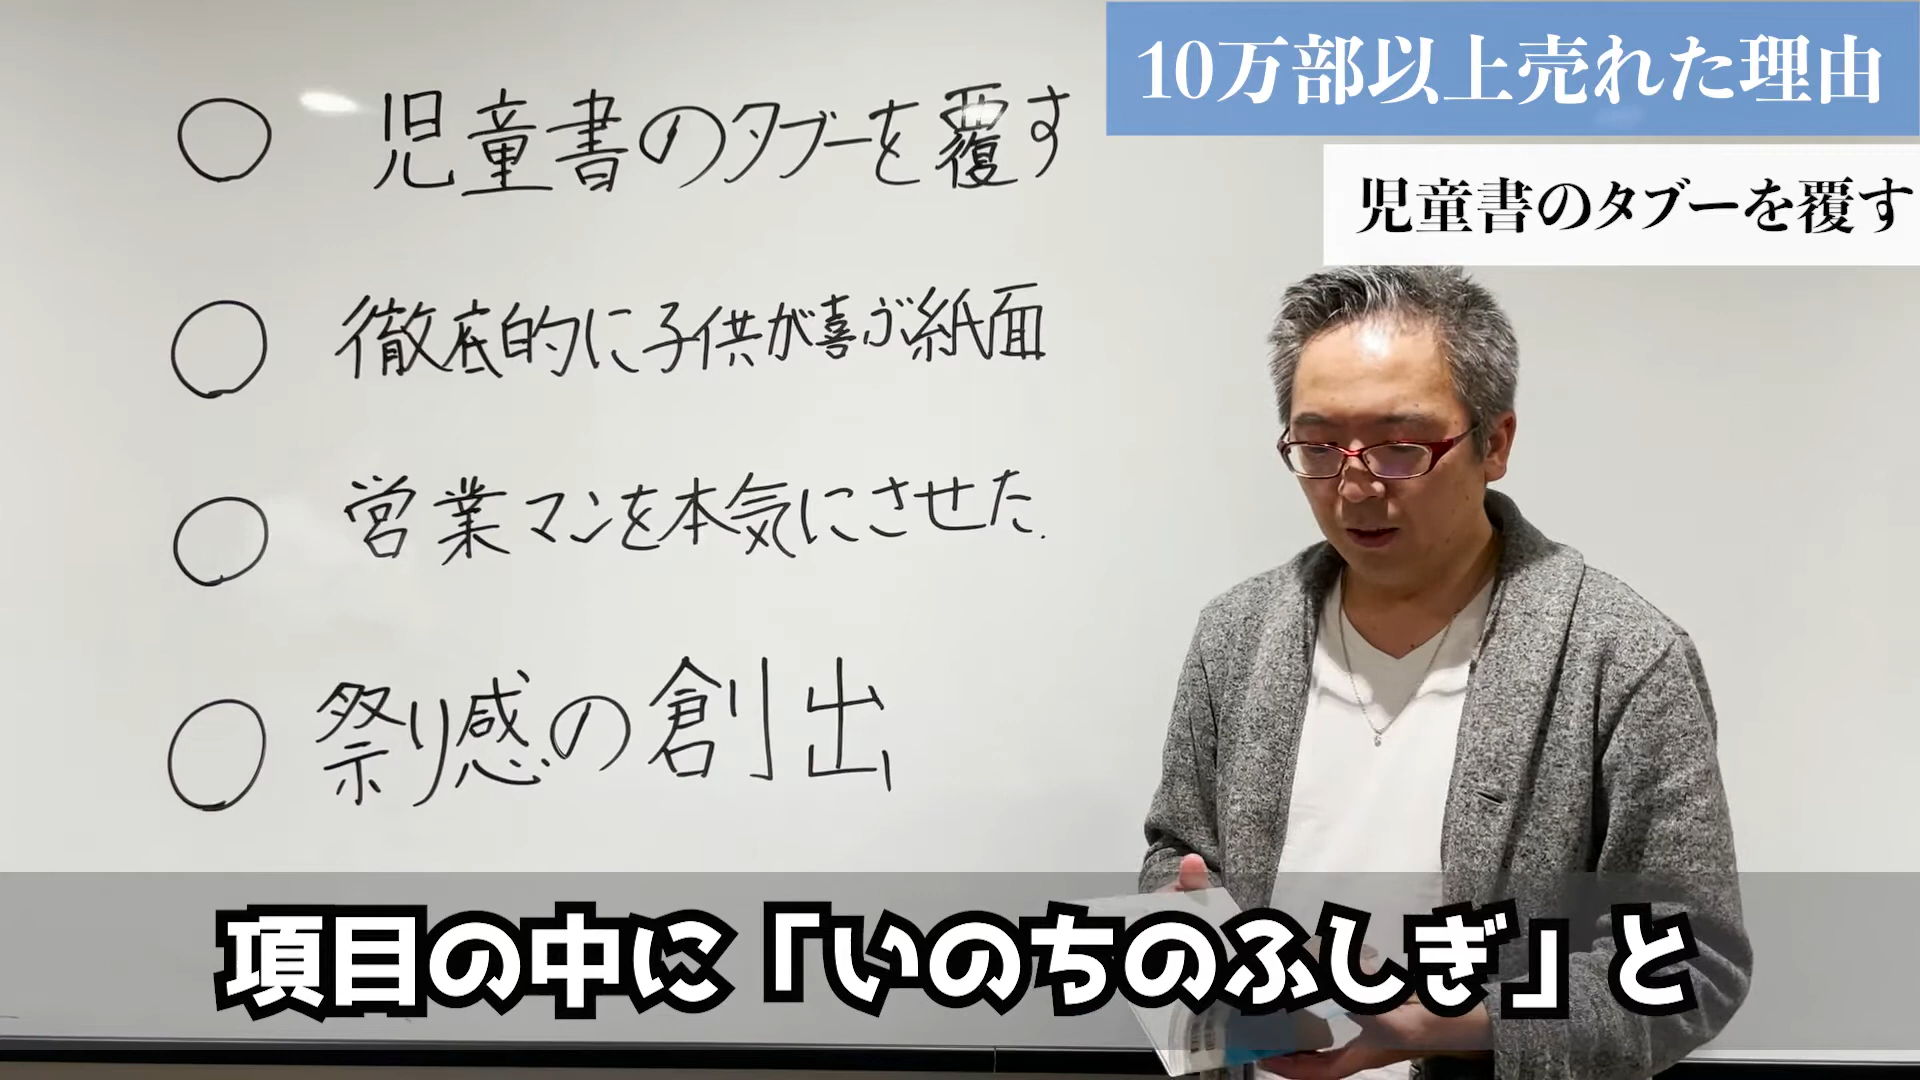 10万部以上売れた理由
児童書のタブーを覆す
○ 児童書のタブーを覆す
○ 徹底的に子供が喜ぶ紙面
○ 営業マンを本気にさせた.
○ 祭り感の創出
項目の中に「いのちのふしぎ」と